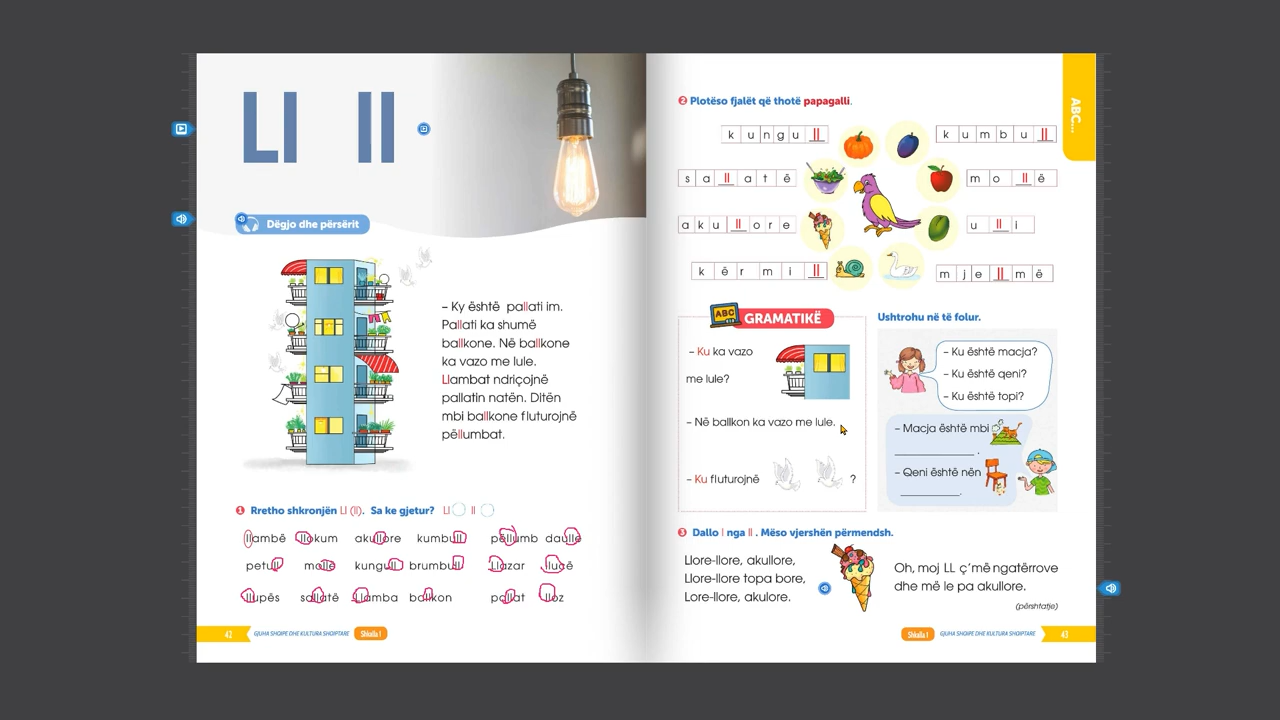 Ll ll
Dëgjo dhe përsërit
– Ky është pallati im.
Pallati ka shumë
ballkone. Në ballkone
ka vazo me lule.
Llambat ndriçojnë
pallatin natën. Ditën
mbi ballkone fluturojnë
pëllumbat.
1 Rretho shkronjën Ll (ll). Sa ke gjetur? Ll ll
llambë llokum akullore kumbull pëllumb daulle
petull molle kungull brumbull Llazar lluçë
llupës sallatë Llamba ballkon pallat lloz
42 GJUHA SHQIPE DHE KULTURA SHQIPTARE Shkalla I
ABC...
2 Plotëso fjalët që thotë papagalli.
k u n g u ll
k u m b u ll
s a ll a t ë
m o ll ë
a k u ll o r e
u ll i
k ë r m i ll
m j e ll m ë
ABC GRAMATIKË
– Ku ka vazo
me lule?
– Në ballkon ka vazo me lule.
– Ku fluturojnë ?
Ushtrohu në të folur.
– Ku është macja?
– Ku është qeni?
– Ku është topi?
– Macja është mbi
____________ .
– Qeni është nën
__________.
3 Dallo l nga ll . Mëso vjershën përmendsh.
Llore-llore, akullore,
Llore-llore topa bore,
Lore-llore, akulore.
Oh, moj LL ç'më ngatërrove
dhe më le pa akullore.
(përshtatje)
Shkalla I GJUHA SHQIPE DHE KULTURA SHQIPTARE 43